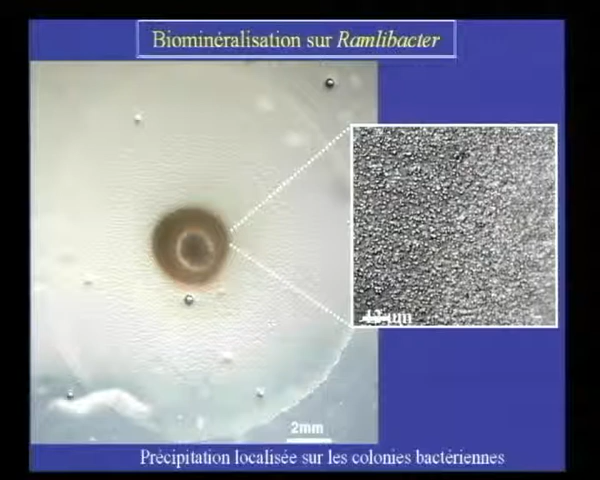 Biominéralisation sur Ramlibacter
2mm
Précipitation localisée sur les colonies bactériennes